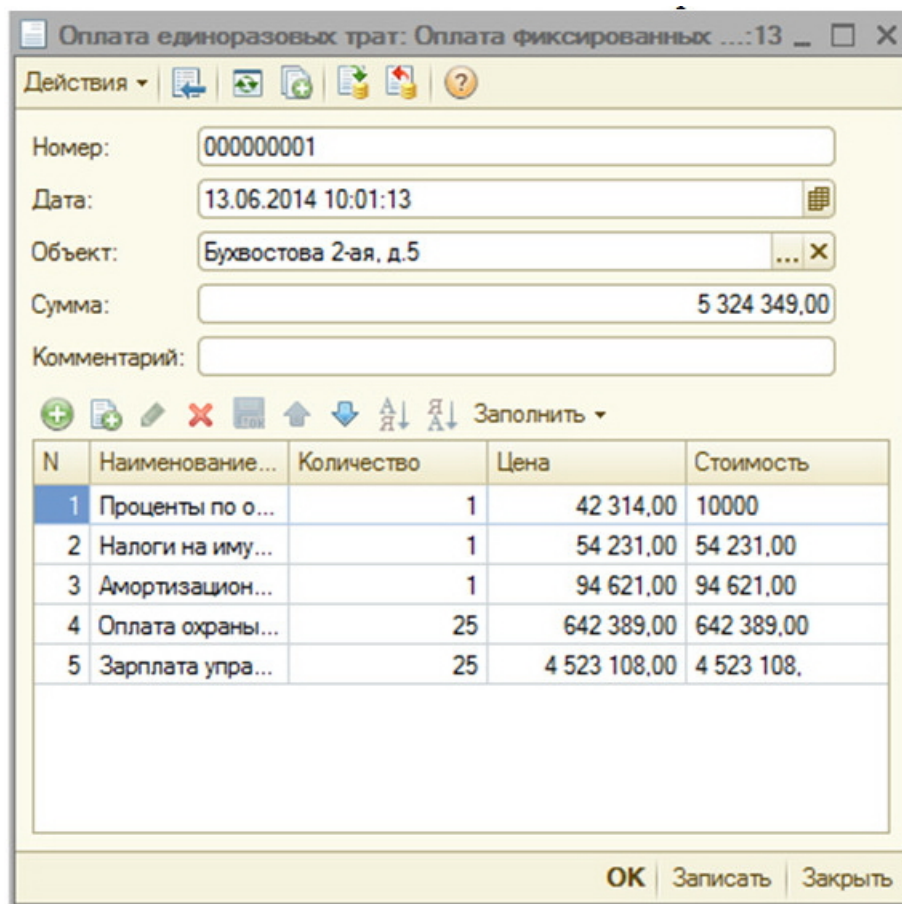 Оплата единоразовых трат: Оплата фиксированных ...:13
Действия
Номер: 000000001
Дата: 13.06.2014 10:01:13
Объект: Бухвостова 2-ая, д.5 ...
Сумма: 5 324 349,00
Комментарий:
Заполнить
N Наименование... Количество Цена Стоимость
1 Проценты по о... 1 42 314,00 10000
2 Налоги на иму... 1 54 231,00 54 231,00
3 Амортизацион... 1 94 621,00 94 621,00
4 Оплата охраны... 25 642 389,00 642 389,00
5 Зарплата упра... 25 4 523 108,00 4 523 108,
OK Записать Закрыть